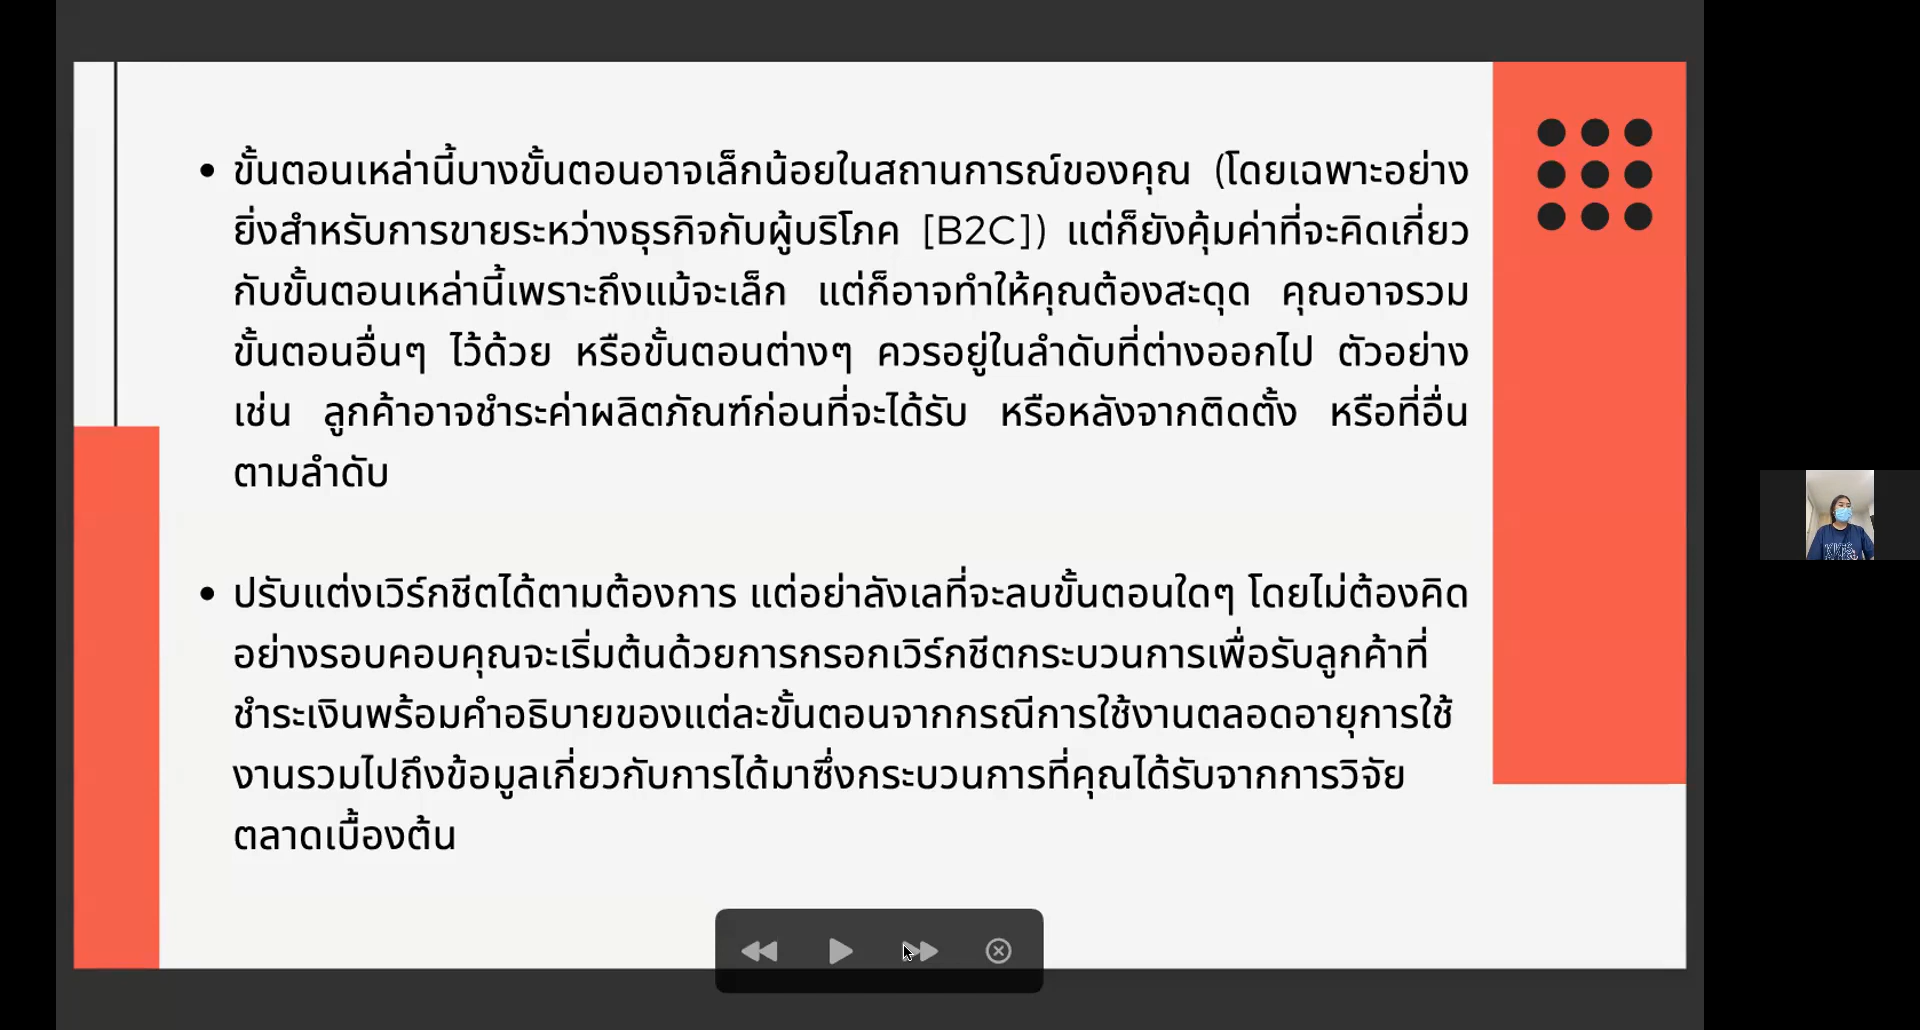 • ขั้นตอนเหล่านี้บางขั้นตอนอาจเล็กน้อยในสถานการณ์ของคุณ (โดยเฉพาะอย่าง
ยิ่งสำหรับการขายระหว่างธุรกิจกับผู้บริโภค [B2C]) แต่ก็ยังคุ้มค่าที่จะคิดเกี่ยว
กับขั้นตอนเหล่านี้เพราะถึงแม้จะเล็ก แต่ก็อาจทำให้คุณต้องสะดุด คุณอาจรวม
ขั้นตอนอื่นๆ ไว้ด้วย หรือขั้นตอนต่างๆ ควรอยู่ในลำดับที่ต่างออกไป ตัวอย่าง
เช่น ลูกค้าอาจชำระค่าผลิตภัณฑ์ก่อนที่จะได้รับ หรือหลังจากติดตั้ง หรือที่อื่น
ตามลำดับ
• ปรับแต่งเวิร์กชีตได้ตามต้องการ แต่อย่าลังเลที่จะลบขั้นตอนใดๆ โดยไม่ต้องคิด
อย่างรอบคอบคุณจะเริ่มต้นด้วยการกรอกเวิร์กชีตกระบวนการเพื่อรับลูกค้าที่
ชำระเงินพร้อมคำอธิบายของแต่ละขั้นตอนจากกรณีการใช้งานตลอดอายุการใช้
งานรวมไปถึงข้อมูลเกี่ยวกับการได้มาซึ่งกระบวนการที่คุณได้รับจากการวิจัย
ตลาดเบื้องต้น